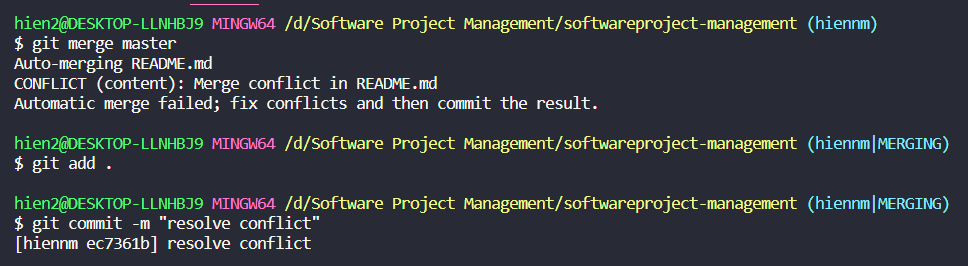 hien2@DESKTOP-LLNHBJ9 MINGW64 /d/Software Project Management/softwareproject-management (hiennm)
$ git merge master
Auto-merging README.md
CONFLICT (content): Merge conflict in README.md
Automatic merge failed; fix conflicts and then commit the result.
hien2@DESKTOP-LLNHBJ9 MINGW64 /d/Software Project Management/softwareproject-management (hiennm|MERGING)
$ git add .
hien2@DESKTOP-LLNHBJ9 MINGW64 /d/Software Project Management/softwareproject-management (hiennm|MERGING)
$ git commit -m "resolve conflict"
[hiennm ec7361b] resolve conflict